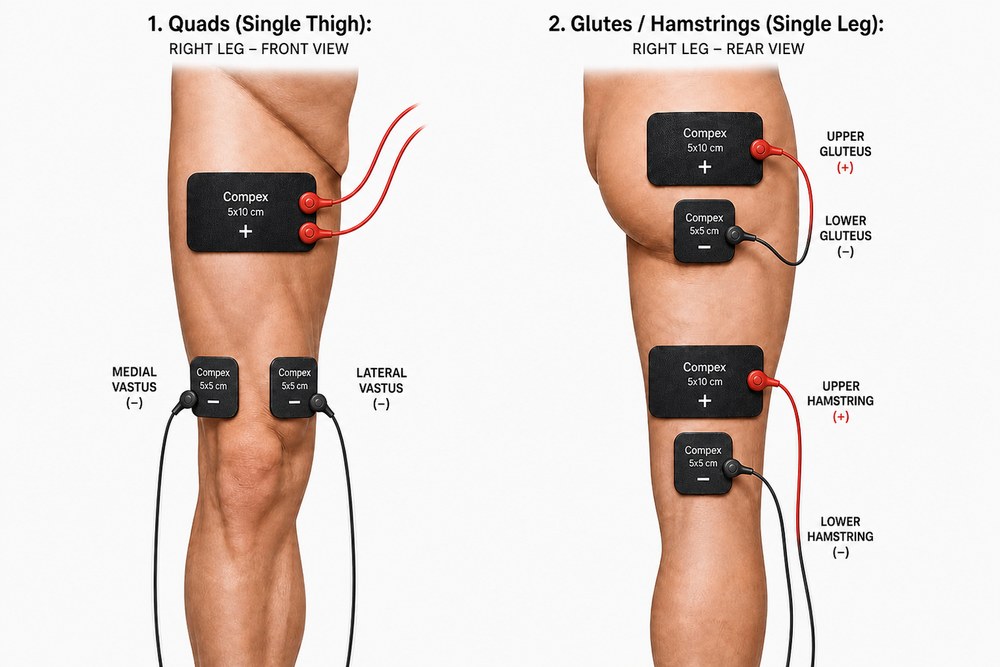 1. Quads (Single Thigh):
RIGHT LEG – FRONT VIEW
Compex
5x10 cm
+
MEDIAL
VASTUS
(–)
Compex
5x5 cm
–
Compex
5x5 cm
–
LATERAL
VASTUS
(–)
2. Glutes / Hamstrings (Single Leg):
RIGHT LEG – REAR VIEW
Compex
5x10 cm
+
UPPER
GLUTEUS
(+)
Compex
5x5 cm
–
LOWER
GLUTEUS
(–)
Compex
5x10 cm
+
UPPER
HAMSTRING
(+)
Compex
5x5 cm
–
LOWER
HAMSTRING
(–)